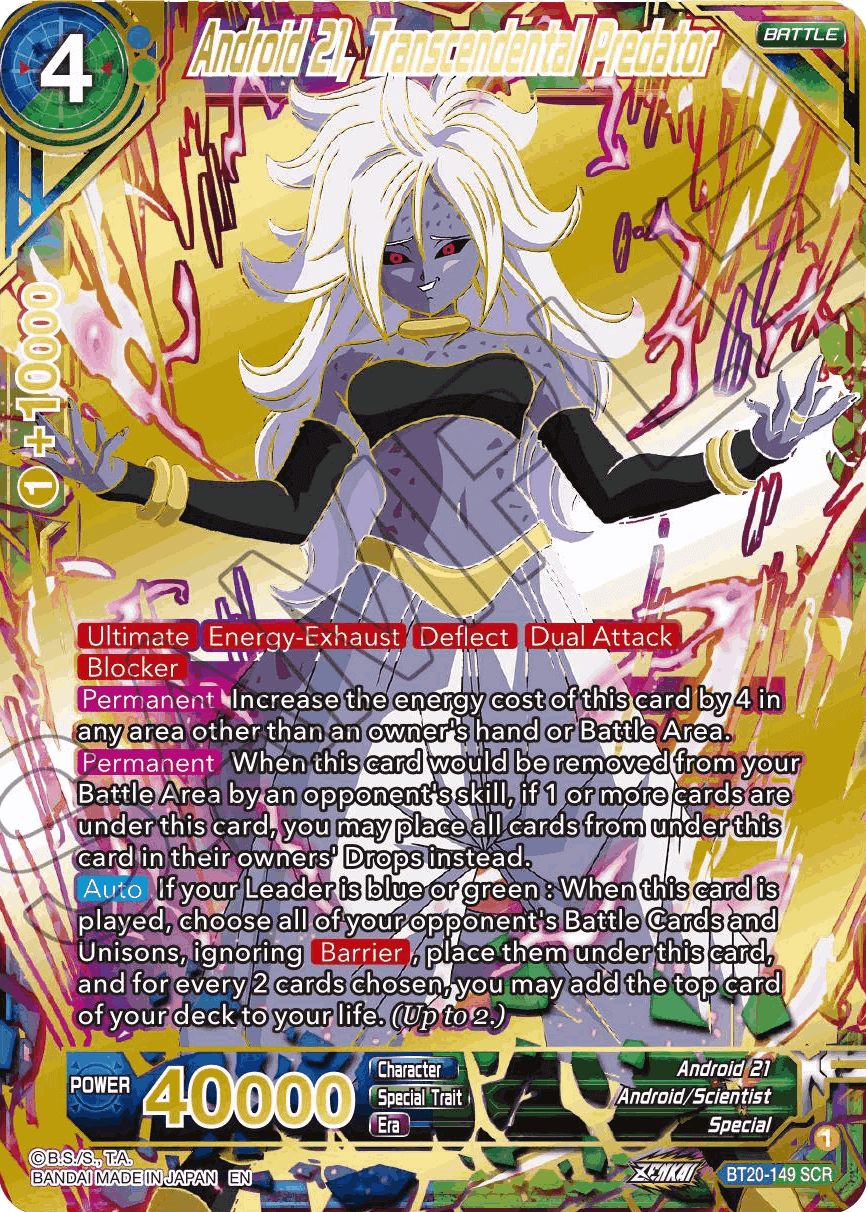 4
Android 21, Transcendental Predator
BATTLE
1 +10000
Ultimate Energy-Exhaust Deflect Dual Attack
Blocker
Permanent Increase the energy cost of this card by 4 in
any area other than an owner's hand or Battle Area.
Permanent When this card would be removed from your
Battle Area by an opponent's skill, if 1 or more cards are
under this card, you may place all cards from under this
card in their owners' Drops instead.
Auto If your Leader is blue or green : When this card is
played, choose all of your opponent's Battle Cards and
Unisons, ignoring Barrier, place them under this card,
and for every 2 cards chosen, you may add the top card
of your deck to your life. (Up to 2.)
SAMPLE
POWER 40000
Character Android 21
Special Trait Android/Scientist
Era Special
1
©B.S./S., T.A.
BANDAI MADE IN JAPAN EN
ZENKAI BT20-149 SCR